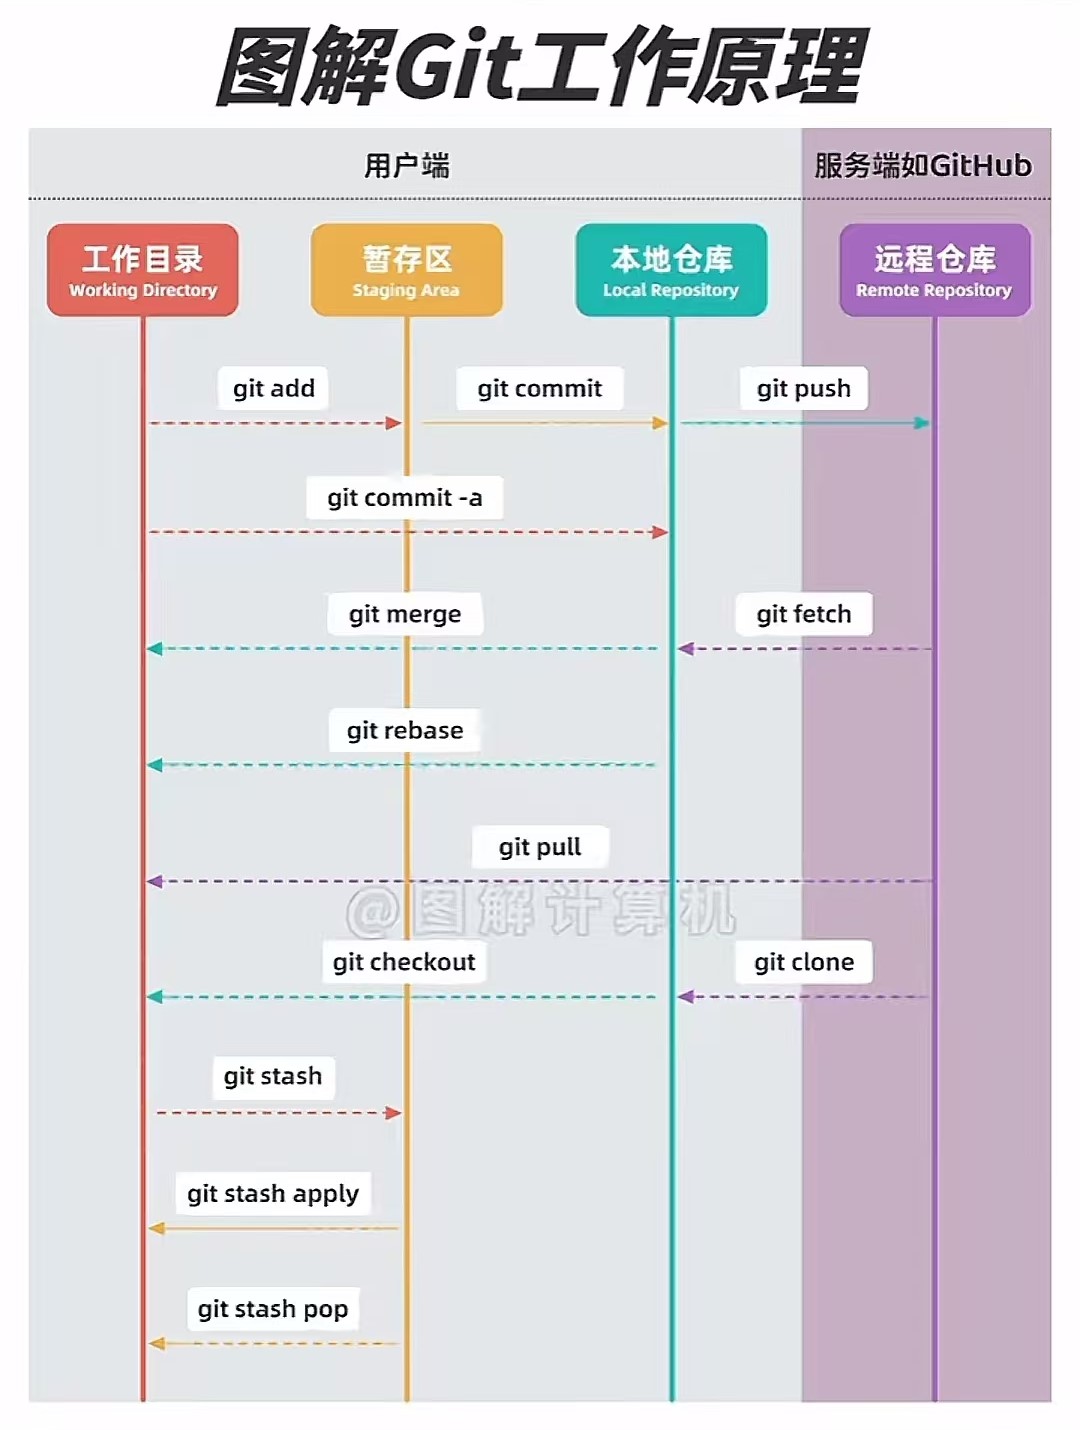 图解Git工作原理
用户端
服务端如GitHub
工作目录
Working Directory
暂存区
Staging Area
本地仓库
Local Repository
远程仓库
Remote Repository
git add
git commit
git push
git commit -a
git merge
git fetch
git rebase
git pull
@图解计算机
git checkout
git clone
git stash
git stash apply
git stash pop